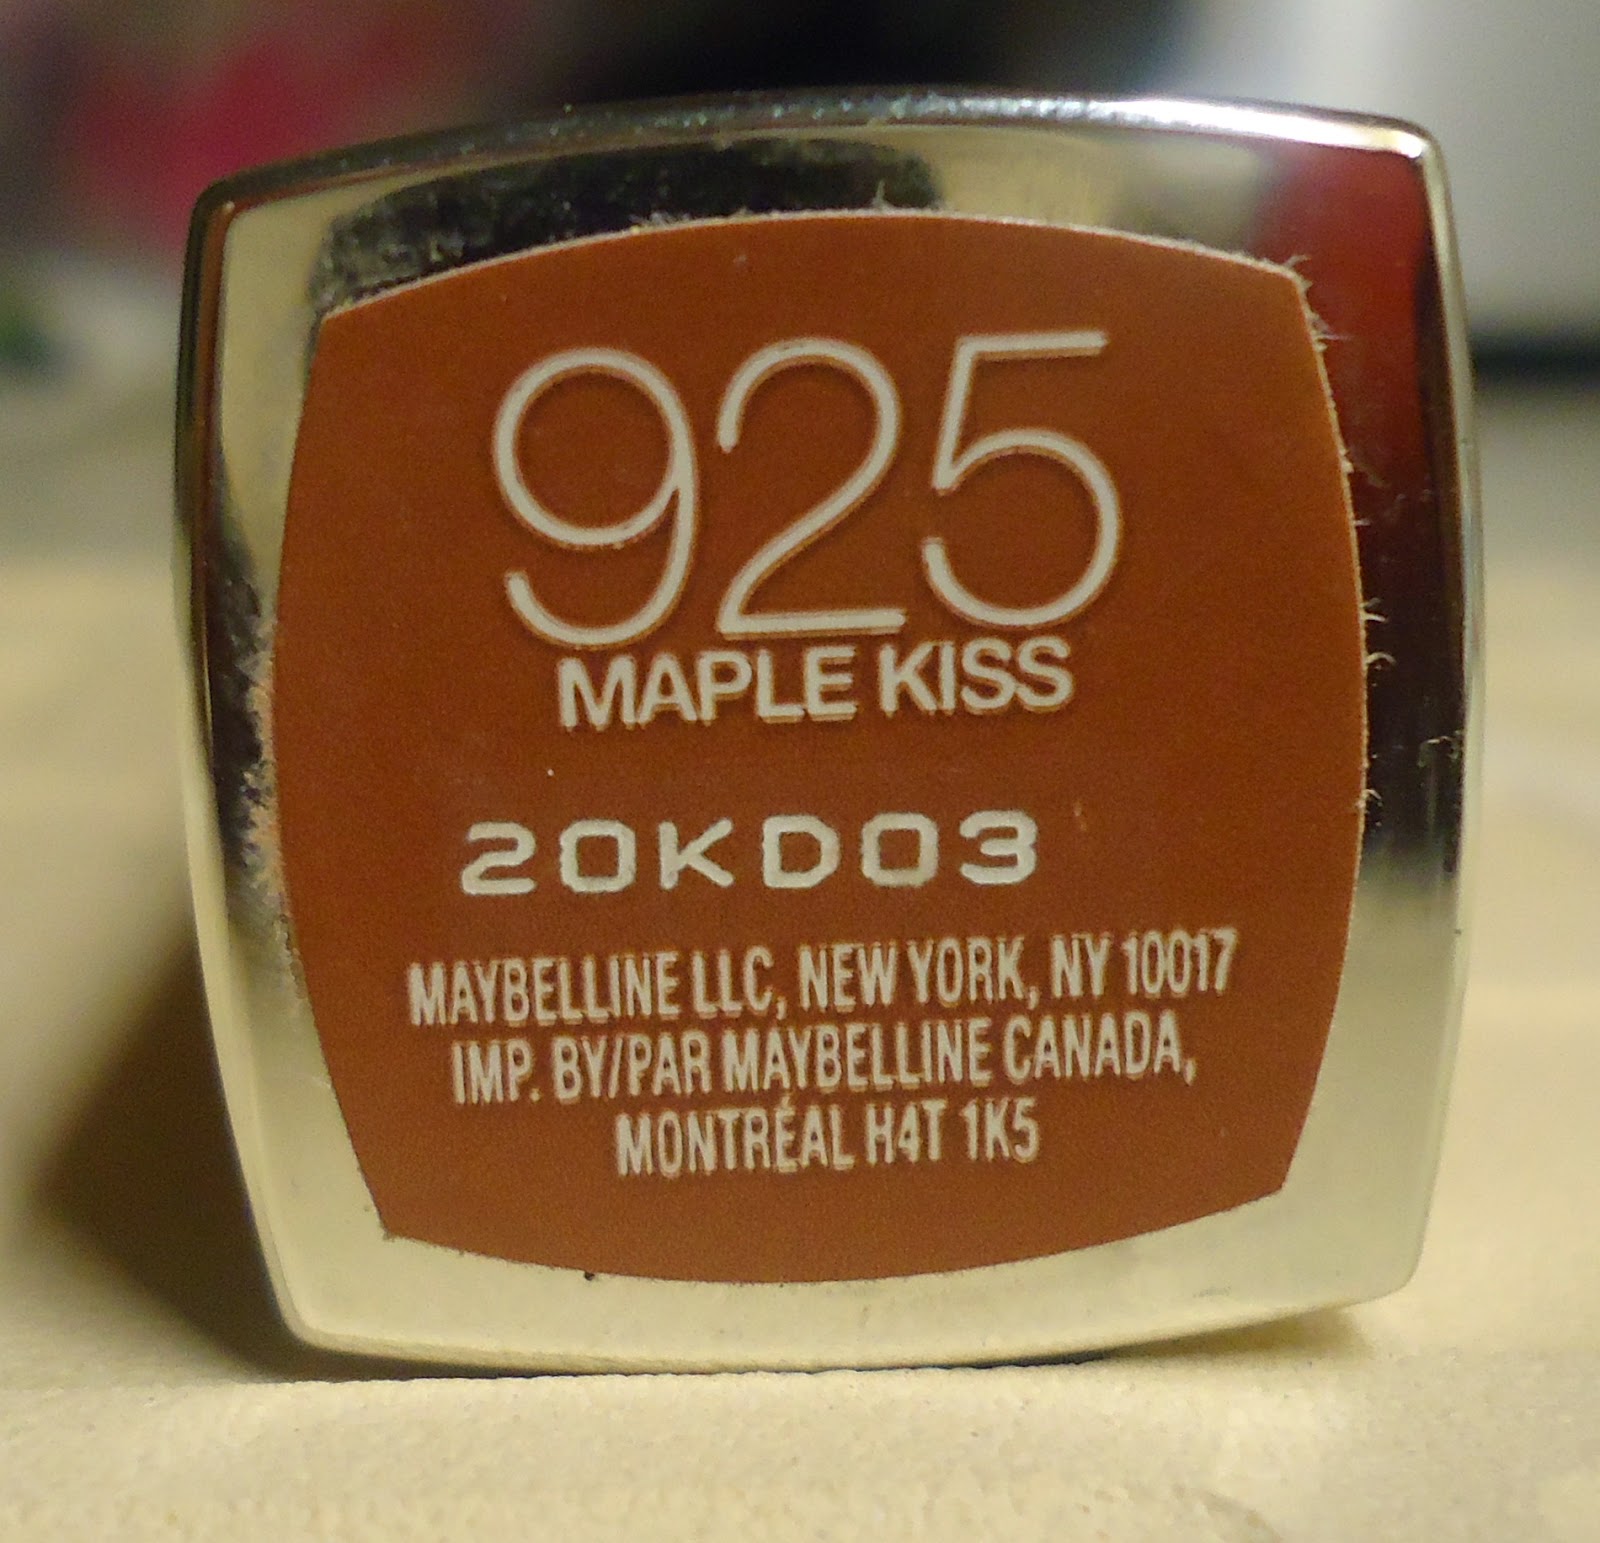 925
MAPLE KISS
20KD03
MAYBELLINE LLC, NEW YORK, NY 10017
IMP. BY/PAR MAYBELLINE CANADA,
MONTRÉAL H4T 1K5